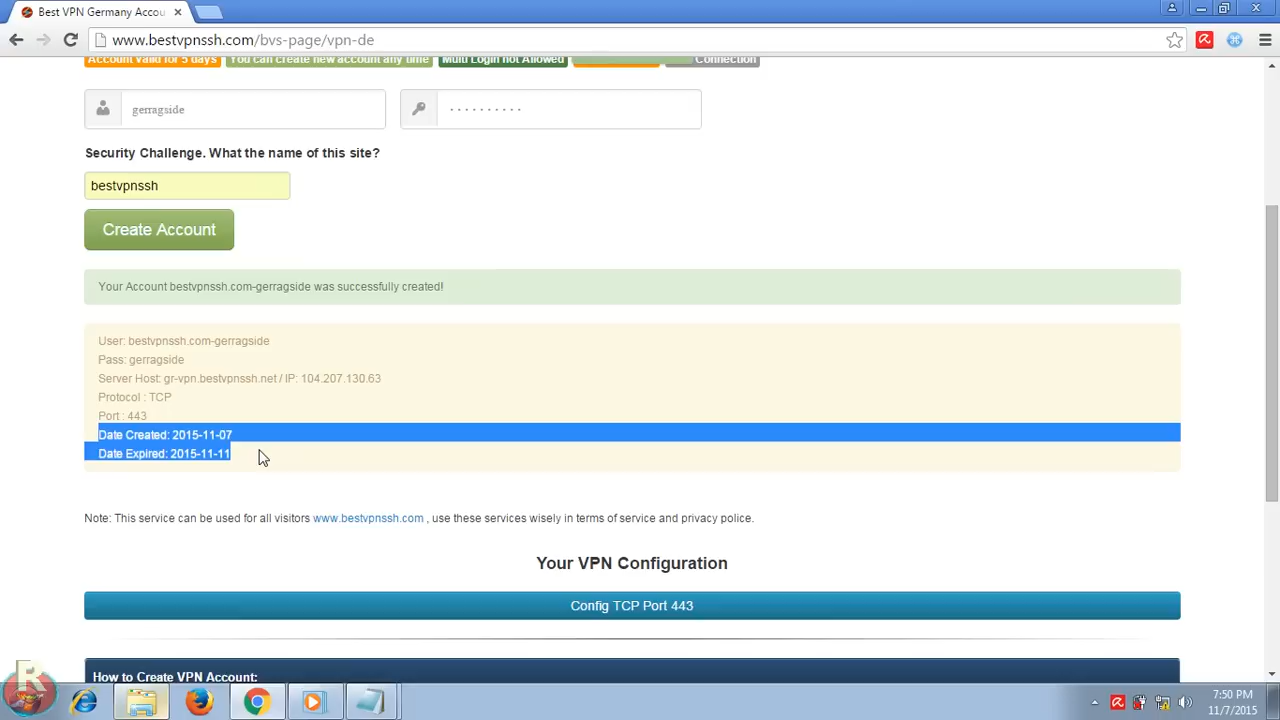 Best VPN Germany Accou
www.bestvpnssh.com/bvs-page/vpn-de
Account valid for 5 days You can create new account any time Multi Login not Allowed Connection
gerragside
Security Challenge. What the name of this site?
bestvpnssh
Create Account
Your Account bestvpnssh.com-gerragside was successfully created!
User: bestvpnssh.com-gerragside
Pass: gerragside
Server Host: gr-vpn.bestvpnssh.net / IP: 104.207.130.63
Protocol : TCP
Port : 443
Date Created: 2015-11-07
Date Expired: 2015-11-11
Note: This service can be used for all visitors www.bestvpnssh.com , use these services wisely in terms of service and privacy police.
Your VPN Configuration
Config TCP Port 443
How to Create VPN Account:
R
7:50 PM
11/7/2015